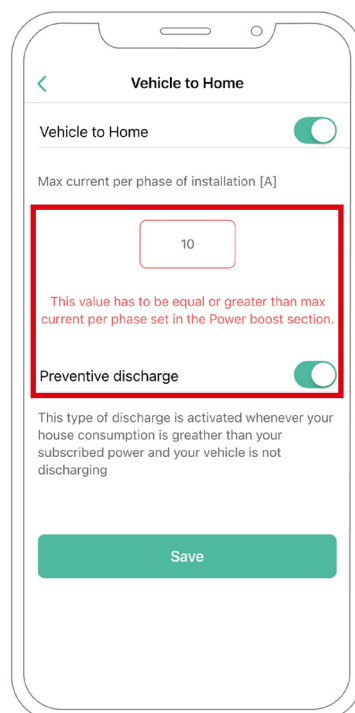 Vehicle to Home
Vehicle to Home
Max current per phase of installation [A]
10
This value has to be equal or greater than max
current per phase set in the Power boost section.
Preventive discharge
This type of discharge is activated whenever your
house consumption is greather than your
subscribed power and your vehicle is not
discharging
Save